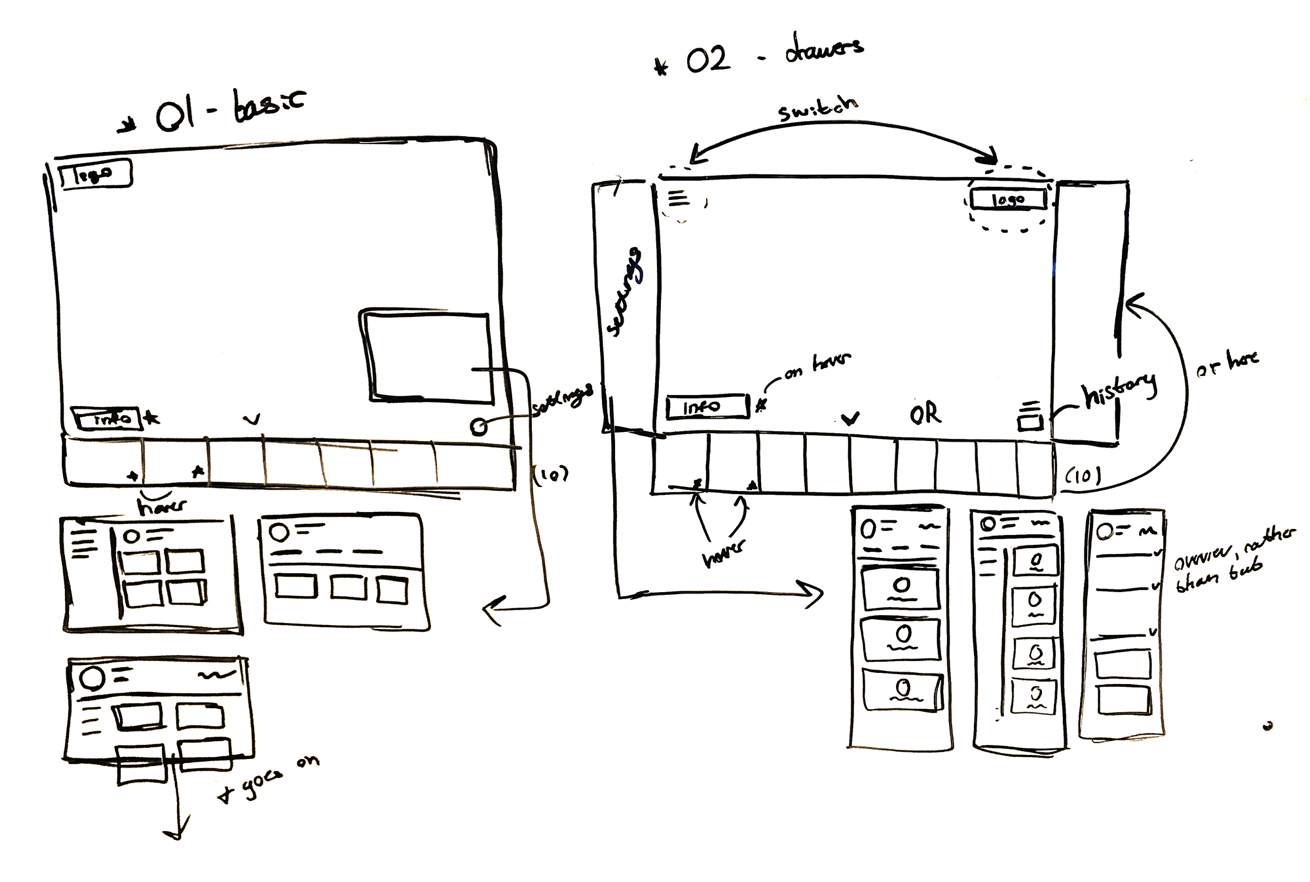 * 01 - basic
logo
info *
settings
(10)
* *
hover
+ goes on
* 02 - drawers
switch
logo
settings
on hover
info *
OR
history
or here
(10)
* *
hover
overview, rather
than tab